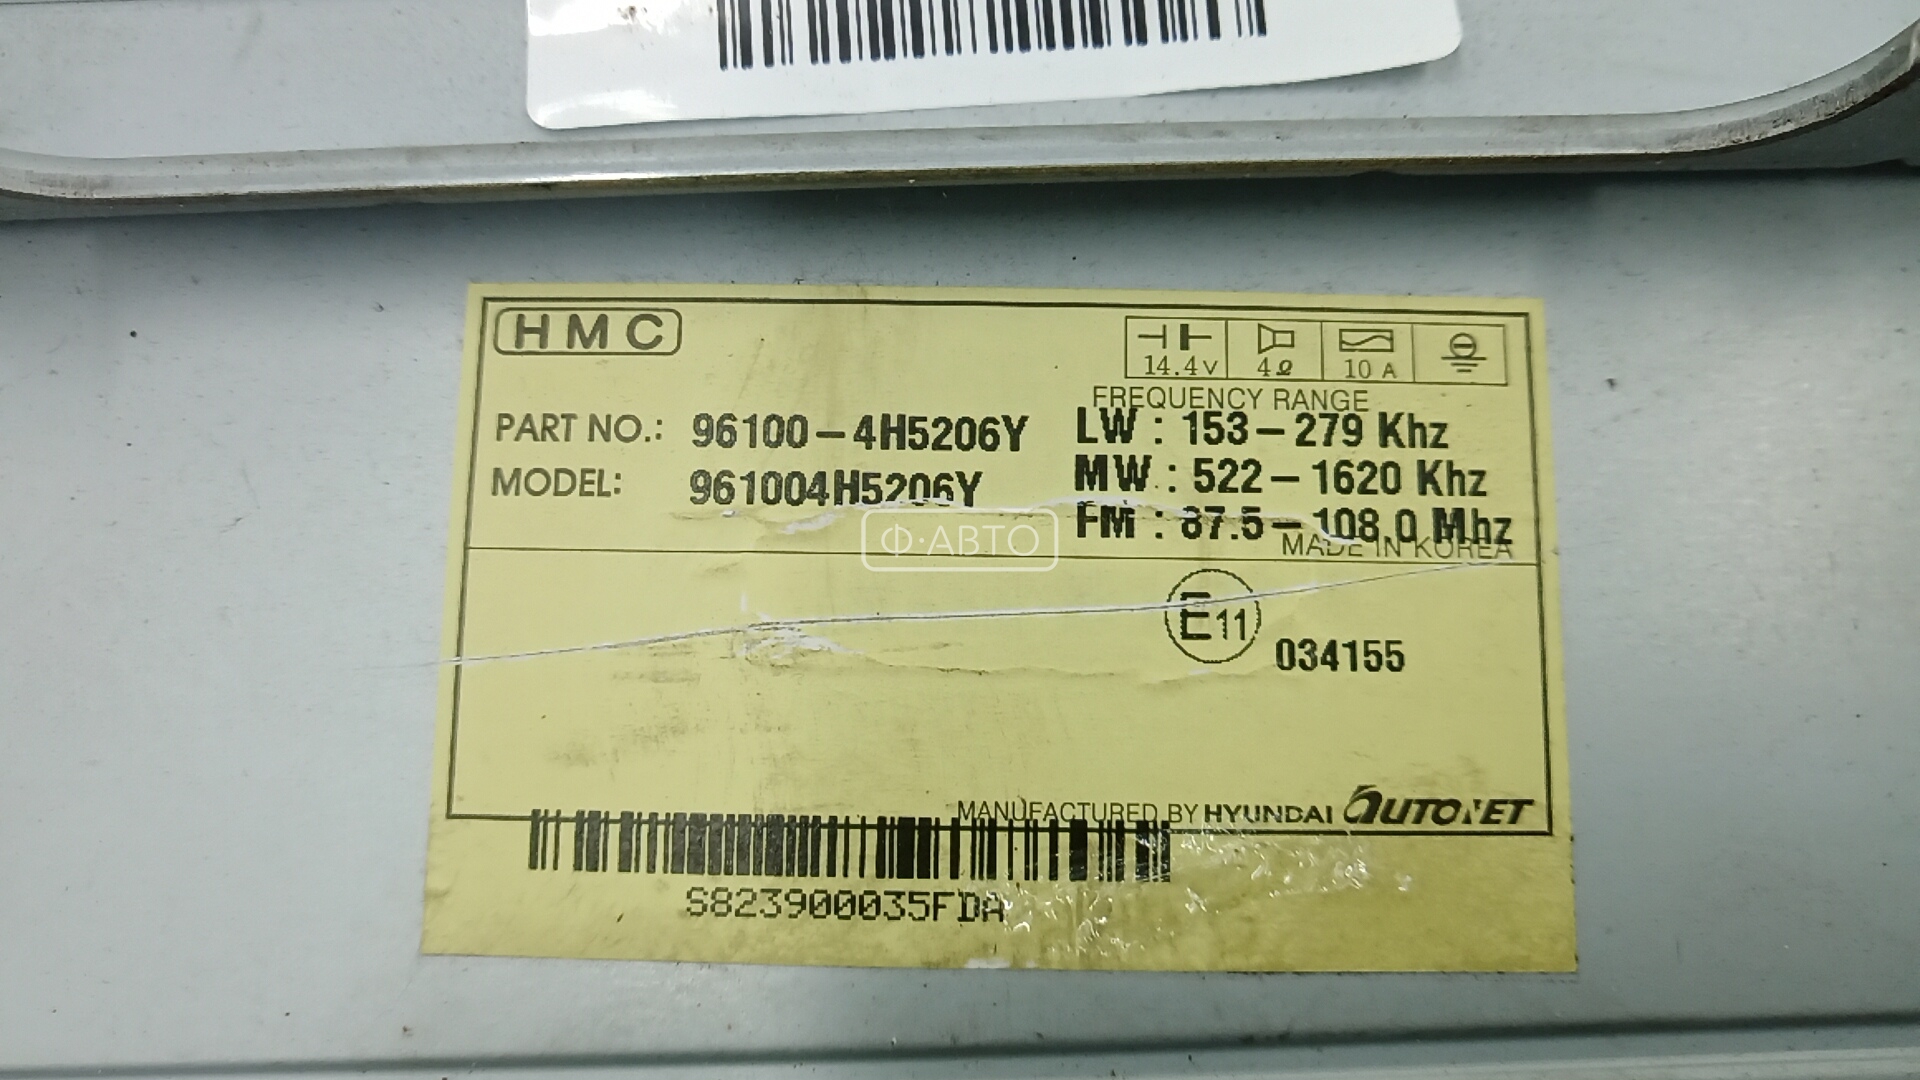 HMC
14.4V 4Ω 10 A
FREQUENCY RANGE
PART NO.: 96100-4H5206Y LW : 153-279 Khz
MODEL: 961004H5206Y MW : 522-1620 Khz
FM : 87.5-108.0 Mhz
Ф·АВТО
MADE IN KOREA
E11
034155
MANUFACTURED BY HYUNDAI AUTONET
S823900035FDA